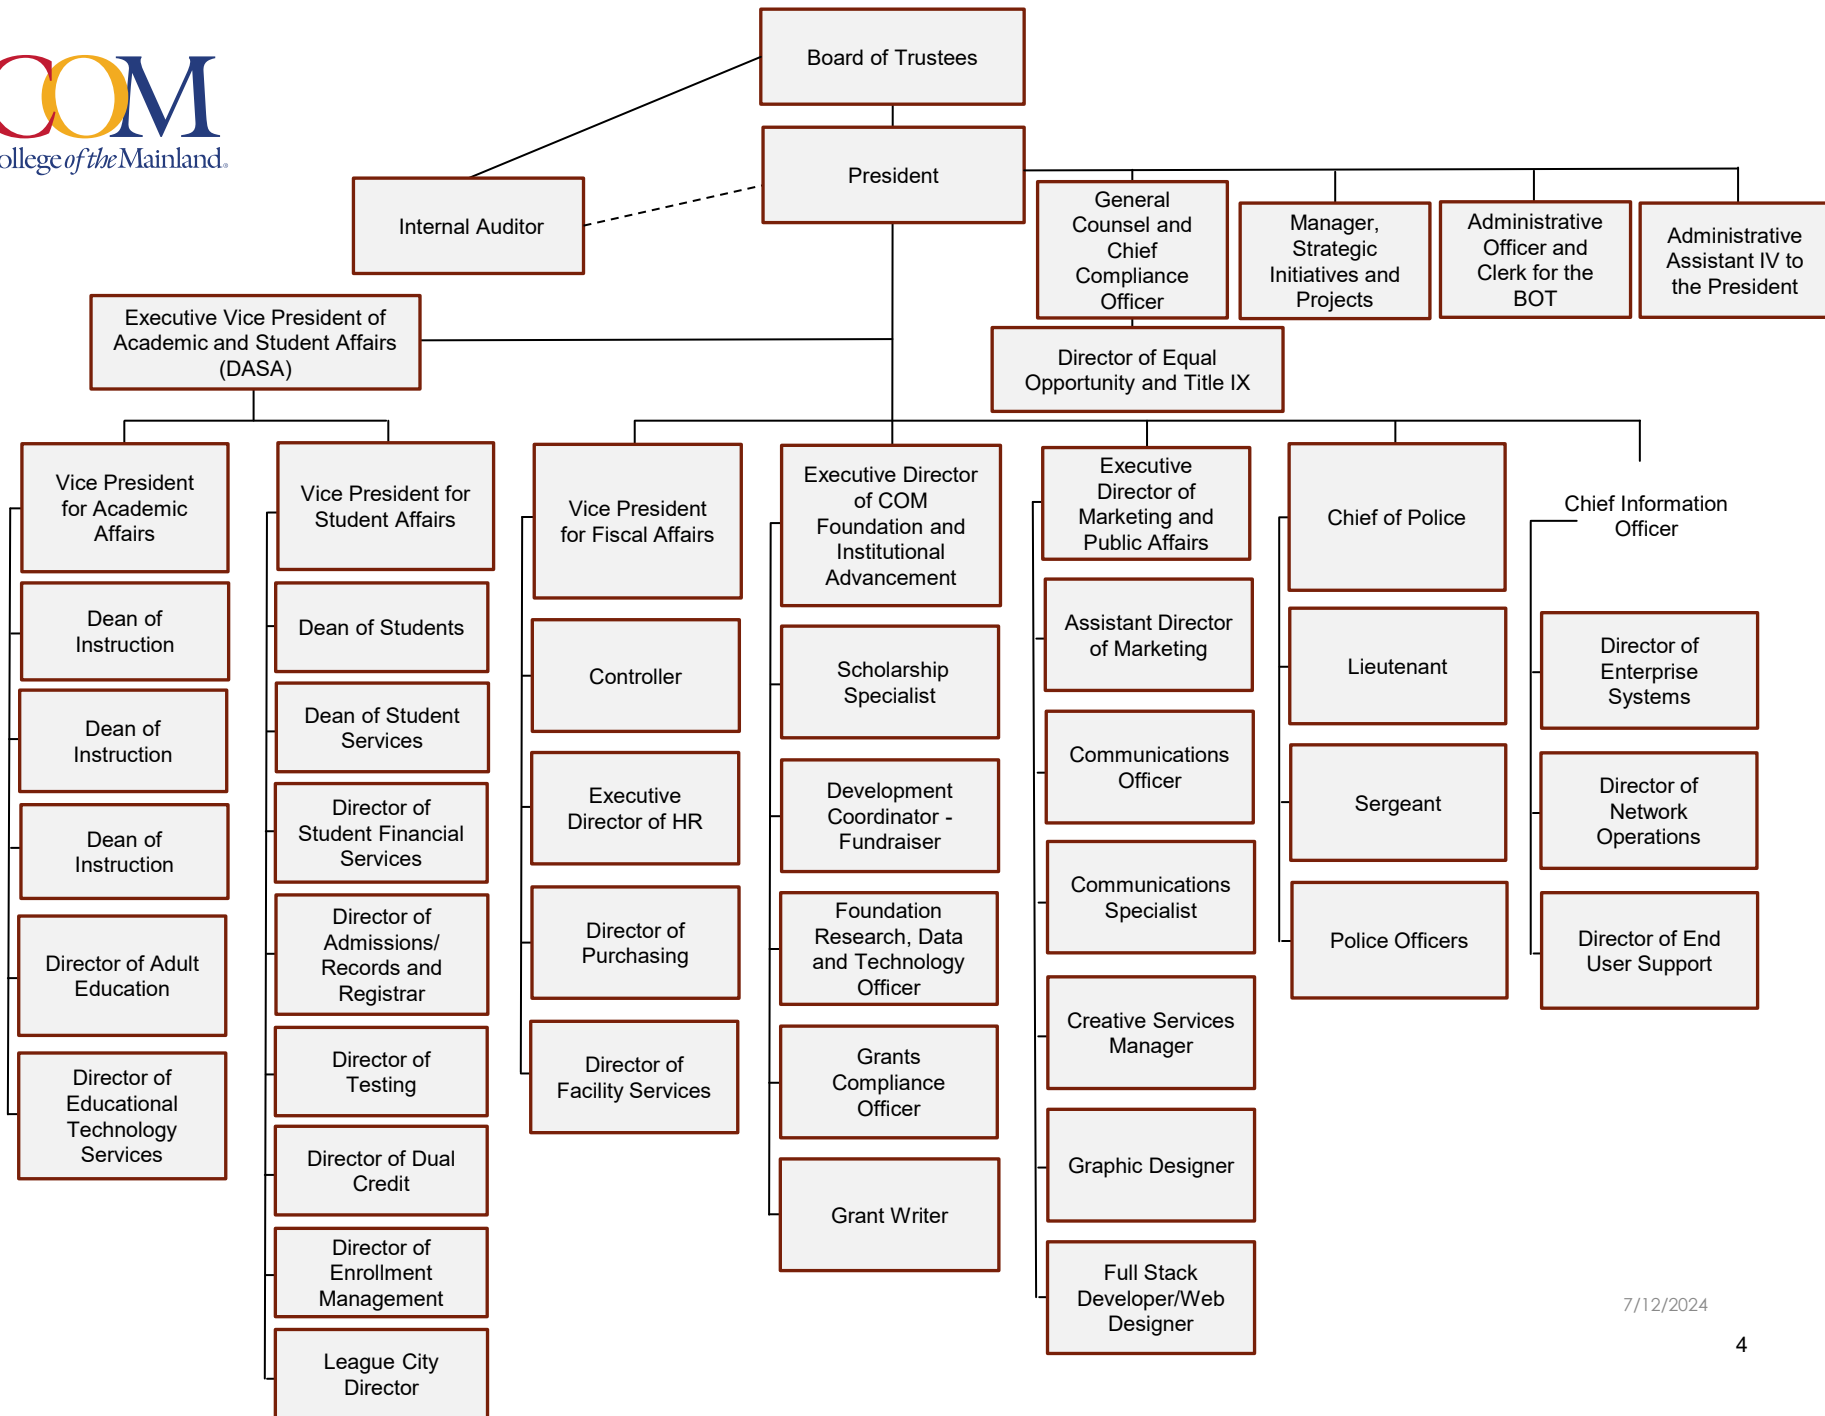 Board of Trustees
COM
ollege of the Mainland®
President
Internal Auditor
General
Counsel and
Chief
Compliance
Officer
Manager,
Strategic
Initiatives and
Projects
Administrative
Officer and
Clerk for the
BOT
Administrative
Assistant IV to
the President
Executive Vice President of
Academic and Student Affairs
(DASA)
Director of Equal
Opportunity and Title IX
Vice President
for Academic
Affairs
Dean of
Instruction
Dean of
Instruction
Dean of
Instruction
Director of Adult
Education
Director of
Educational
Technology
Services
Vice President for
Student Affairs
Dean of Students
Dean of Student
Services
Director of
Student Financial
Services
Director of
Admissions/
Records and
Registrar
Director of
Testing
Director of Dual
Credit
Director of
Enrollment
Management
League City
Director
Vice President
for Fiscal Affairs
Controller
Executive
Director of HR
Director of
Purchasing
Director of
Facility Services
Executive Director
of COM
Foundation and
Institutional
Advancement
Scholarship
Specialist
Development
Coordinator -
Fundraiser
Foundation
Research, Data
and Technology
Officer
Grants
Compliance
Officer
Grant Writer
Executive
Director of
Marketing and
Public Affairs
Assistant Director
of Marketing
Communications
Officer
Communications
Specialist
Creative Services
Manager
Graphic Designer
Full Stack
Developer/Web
Designer
Chief of Police
Lieutenant
Sergeant
Police Officers
Chief Information
Officer
Director of
Enterprise
Systems
Director of
Network
Operations
Director of End
User Support
7/12/2024
4